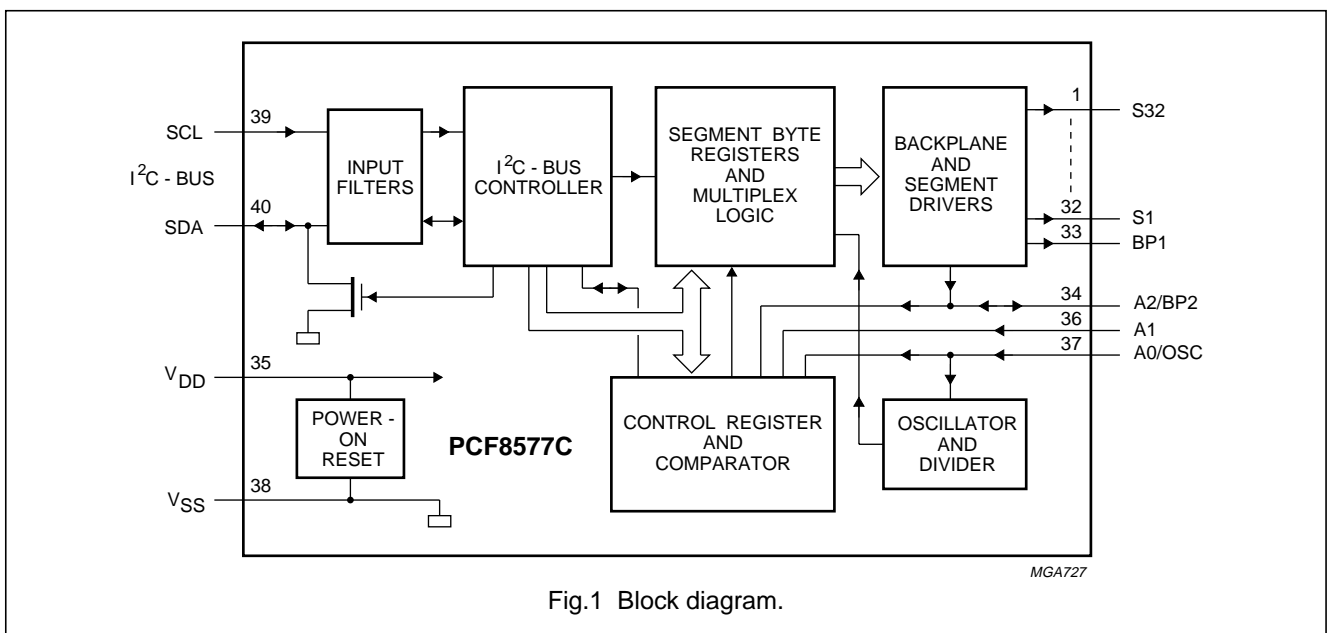 SCL
39
I2C - BUS
SDA
40
INPUT
FILTERS
I2C - BUS
CONTROLLER
SEGMENT BYTE
REGISTERS
AND
MULTIPLEX
LOGIC
BACKPLANE
AND
SEGMENT
DRIVERS
1
S32
32
S1
33
BP1
34
A2/BP2
36
A1
37
A0/OSC
VDD
35
POWER -
ON
RESET
VSS
38
PCF8577C
CONTROL REGISTER
AND
COMPARATOR
OSCILLATOR
AND
DIVIDER
MGA727
Fig.1 Block diagram.